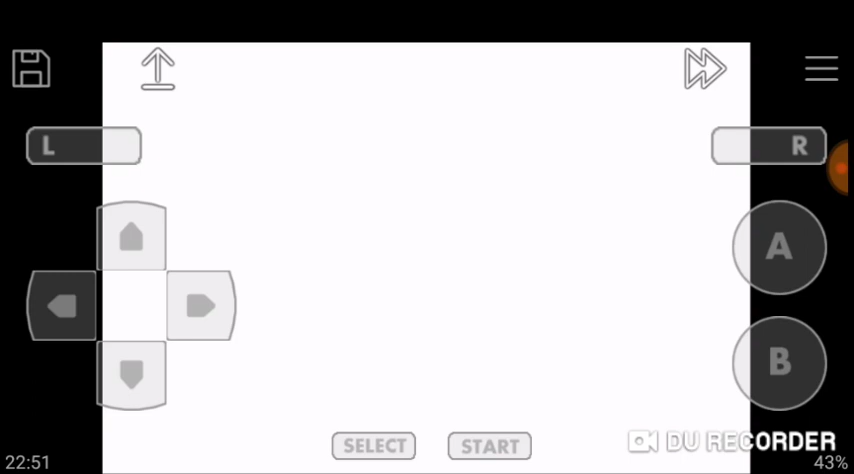 L
R
A
B
SELECT
START
DU RECORDER
22:51
43%